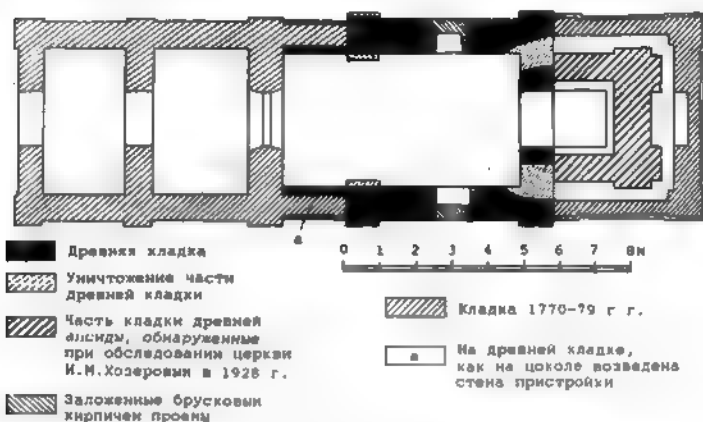 а
0 1 2 3 4 5 6 7 8м
Древняя кладка
Уничтожение части
древней кладки
Часть кладки древней
апсиды, обнаруженные
при обследовании церкви
И.М.Хозеровым в 1928 г.
Заложенные брусковым
кирпичем проемы
Кладка 1770-79 г г.
а
На древней кладке,
как на цоколе возведена
стена пристройки